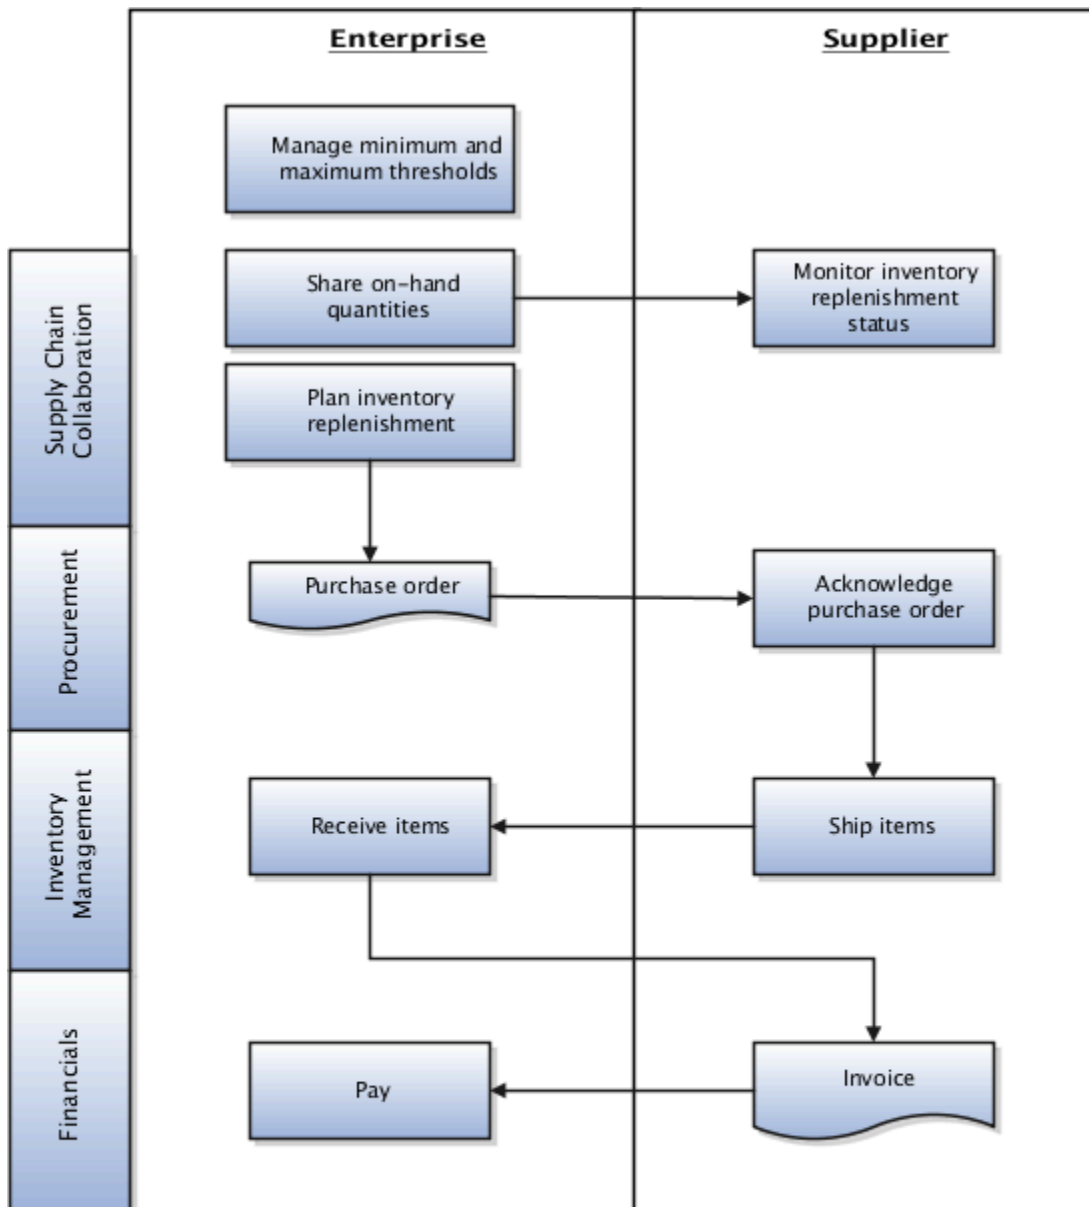 Enterprise
Supplier
Manage minimum and
maximum thresholds
Supply Chain
Collaboration
Share on-hand
quantities
Monitor inventory
replenishment
status
Plan inventory
replenishment
Procurement
Purchase order
Acknowledge
purchase order
Inventory
Management
Receive items
Ship items
Financials
Pay
Invoice